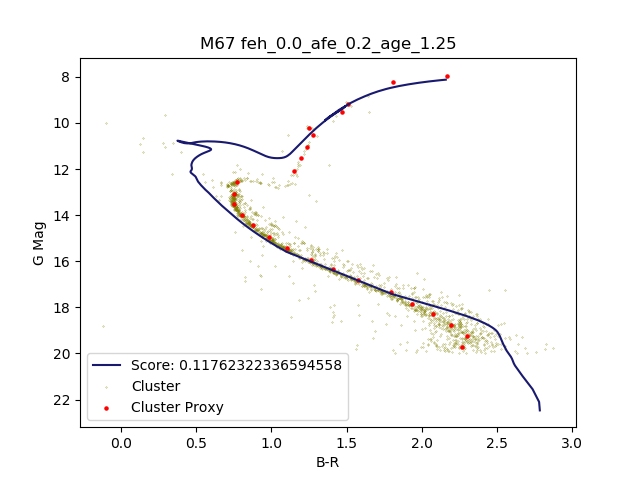 M67 feh_0.0_afe_0.2_age_1.25
8
10
12
14
16
18
20
22
G Mag
Score: 0.11762322336594558
Cluster
Cluster Proxy
0.0 0.5 1.0 1.5 2.0 2.5 3.0
B-R